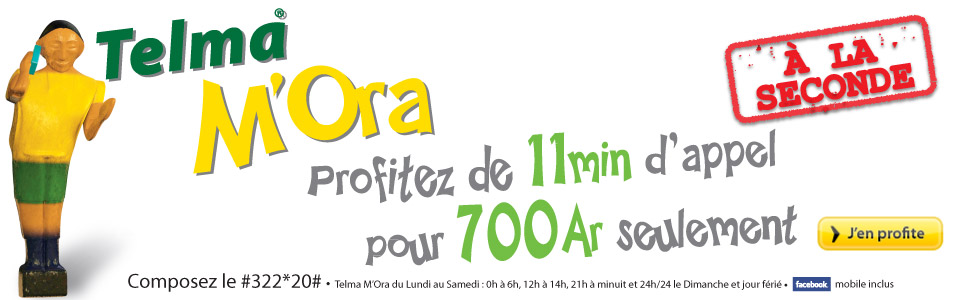 Telma®
M'Ora
À LA
SECONDE
Profitez de 11min d'appel
pour 700Ar seulement
J'en profite
Composez le #322*20# • Telma M'Ora du Lundi au Samedi : 0h à 6h, 12h à 14h, 21h à minuit et 24h/24 le Dimanche et jour férié • facebook mobile inclus